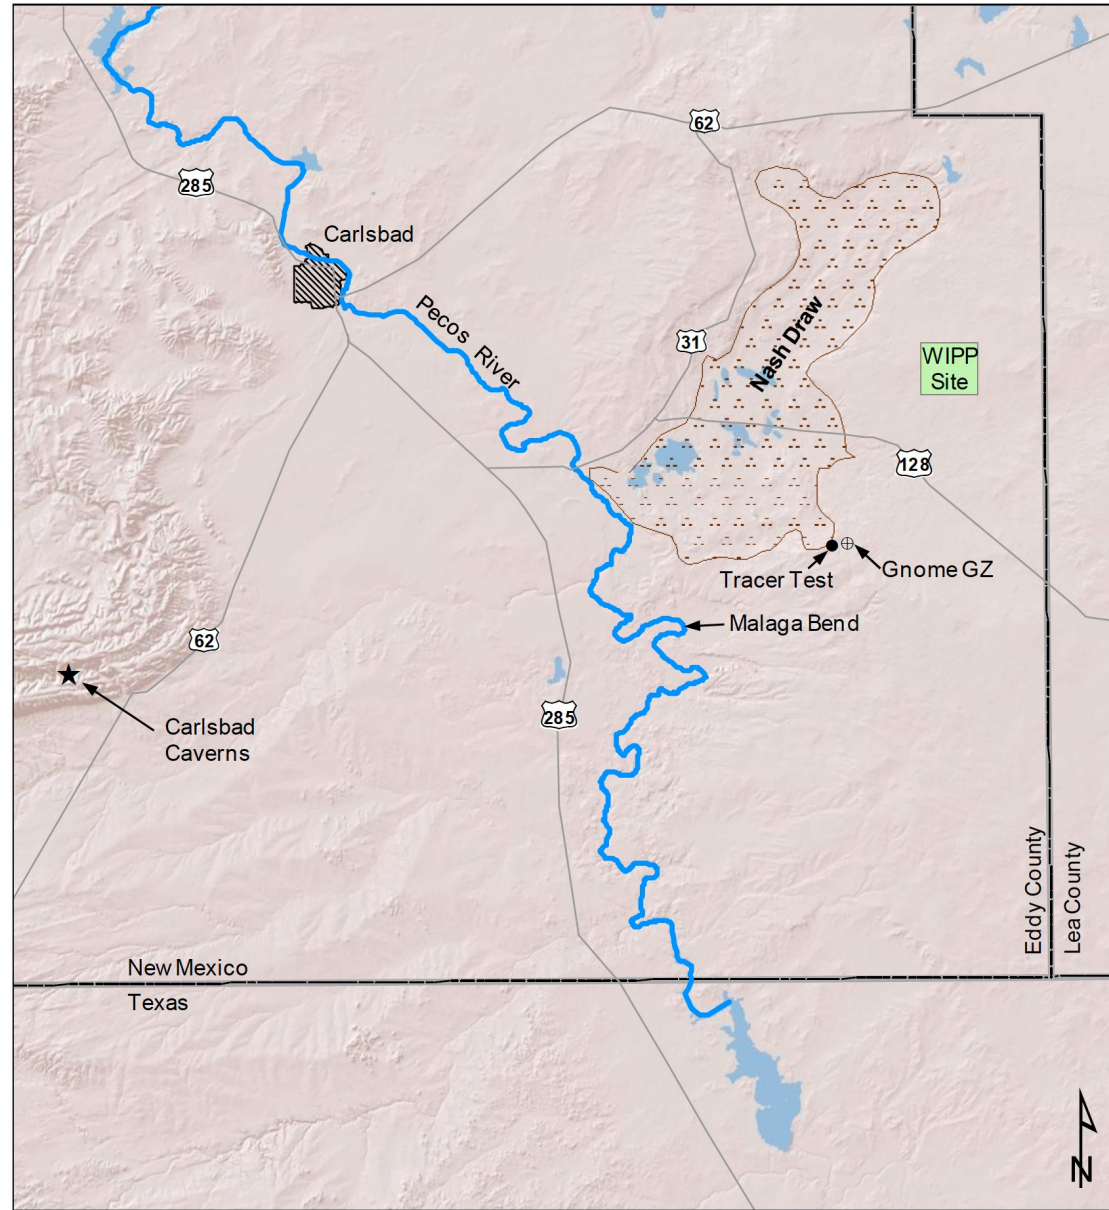 62
285
Carlsbad
Pecos River
31
Nash Draw
WIPP
Site
128
Tracer Test
Gnome GZ
Malaga Bend
62
Carlsbad
Caverns
285
Eddy County
Lea County
New Mexico
Texas
N